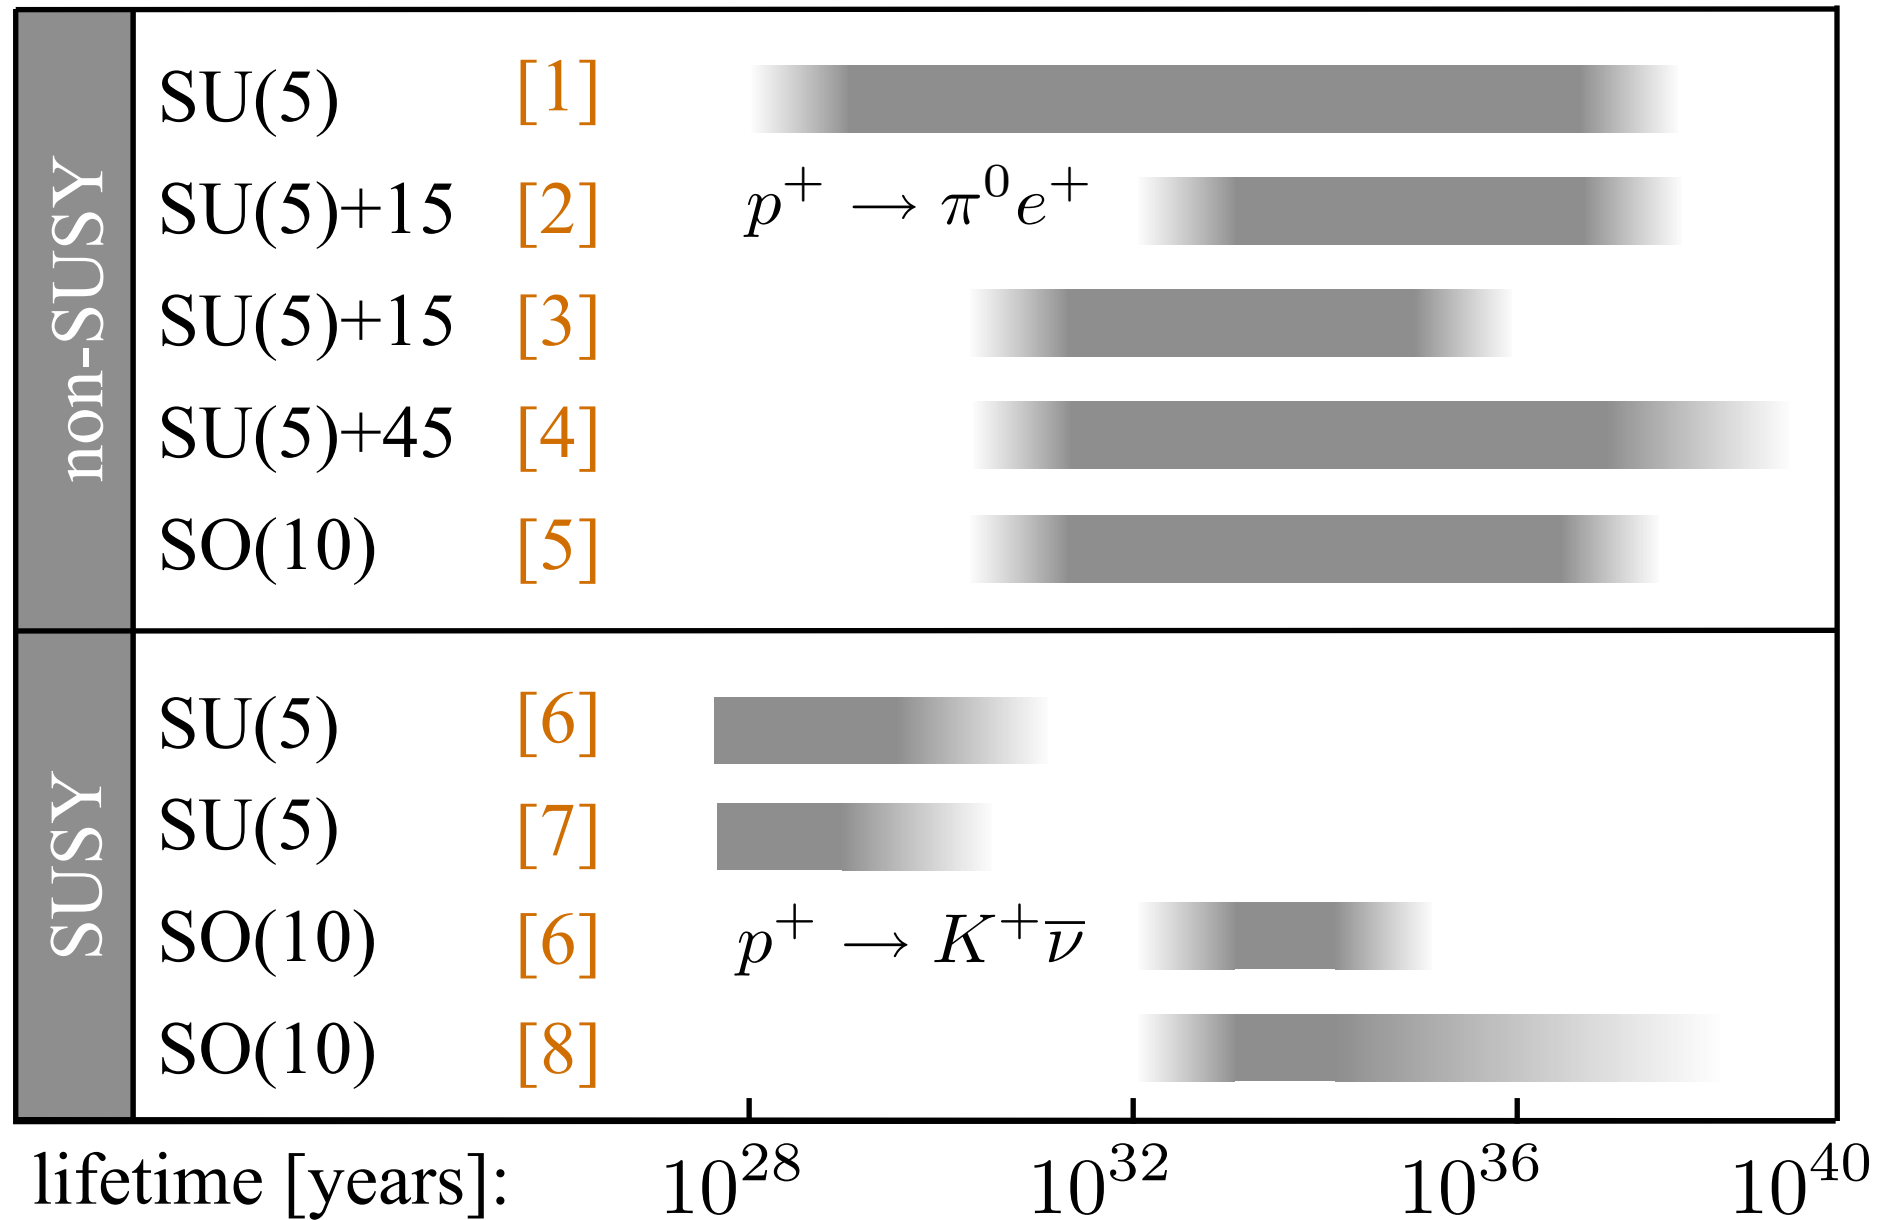 non-SUSY
SU(5) [1]
p⁺ → π⁰e⁺
SU(5)+15 [2]
SU(5)+15 [3]
SU(5)+45 [4]
SO(10) [5]
SUSY
SU(5) [6]
SU(5) [7]
SO(10) [6]
p⁺ → K⁺ν̅
SO(10) [8]
lifetime [years]: 10²⁸ 10³² 10³⁶ 10⁴⁰